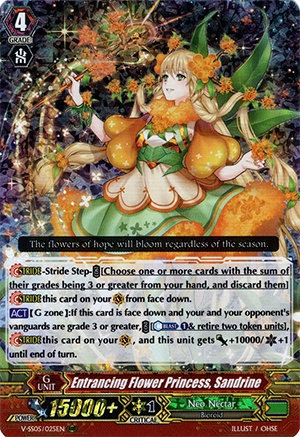 4
GRADE
The flowers of hope will bloom regardless of the season.
STRIDE-Stride Step-[Choose one or more cards with the sum of
their grades being 3 or greater from your hand, and discard them]
STRIDE this card on your from face down.
ACT [G zone]:If this card is face down and your and your opponent's
vanguards are grade 3 or greater, [ BLAST 1 & retire two token units],
STRIDE this card on your , and this unit gets +10000/ +1
until end of turn.
G UNIT
Entrancing Flower Princess, Sandrine
POWER 15000+ 1 CRITICAL
Neo Nectar
Bioroid
V-SS05/025EN
ILLUST / OHSE